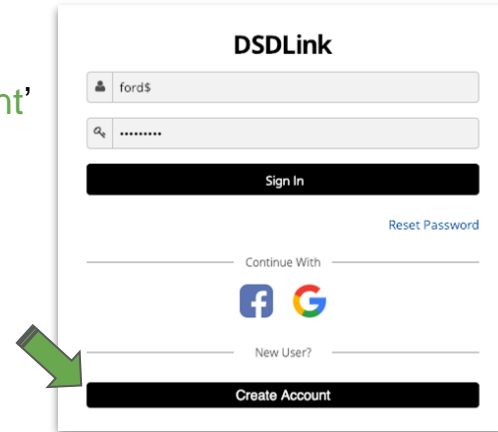 DSDLink
nt’
ford$
•••••••••
Sign In
Reset Password
Continue With
New User?
Create Account